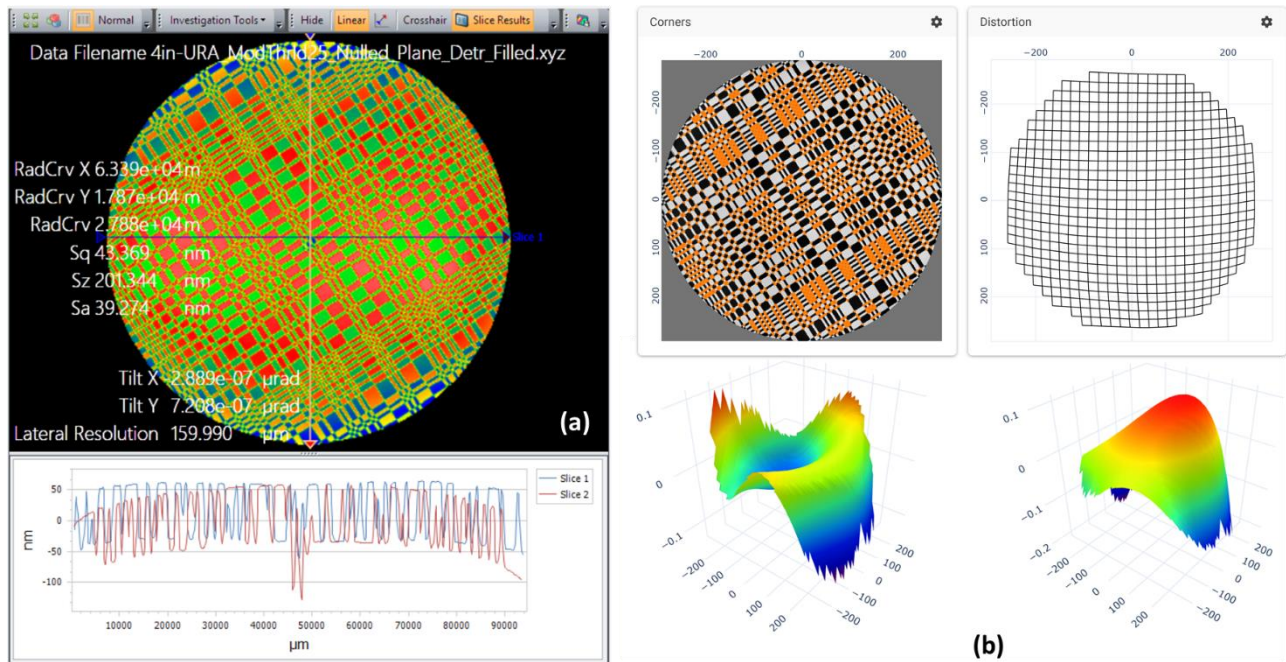 Normal Investigation Tools Hide Linear Crosshair Slice Results
Data Filename 4in-URA_ModThrid25_Nulled_Plane_Detr_Filled.xyz
RadCrv X 6.339e+04 m
RadCrv Y 1.787e+04 m
RadCrv 2.788e+04 m
Sq 43.369 nm
Sz 201.344 nm
Sa 39.274 nm
Slice 1
Tilt X -2.889e-07 µrad
Tilt Y 7.208e-07 µrad
Lateral Resolution 159.990 µm
(a)
Slice 1
Slice 2
50
0
-50
-100
nm
10000 20000 30000 40000 50000 60000 70000 80000 90000
µm
Corners
−200 0 200
−200
−100
0
100
200
Distortion
−200 0 200
−200
−100
0
100
200
0.1
0
−0.1
−200
−100
0
100
200
200
100
0
−100
−200
0.1
0
−0.1
−0.2
−200
−100
0
100
200
200
100
0
−100
−200
(b)